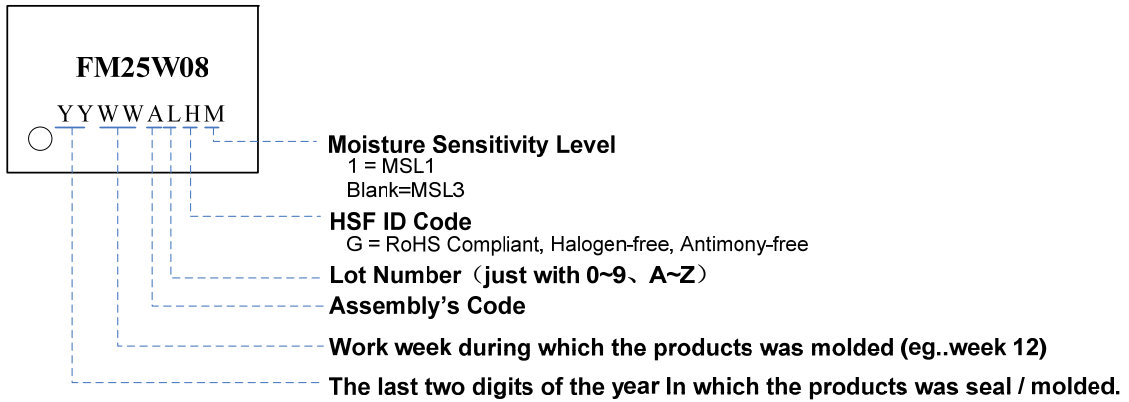 FM25W08
YYWWALHM
Moisture Sensitivity Level
1 = MSL1
Blank=MSL3
HSF ID Code
G = RoHS Compliant, Halogen-free, Antimony-free
Lot Number（just with 0~9、A~Z）
Assembly's Code
Work week during which the products was molded (eg..week 12)
The last two digits of the year In which the products was seal / molded.